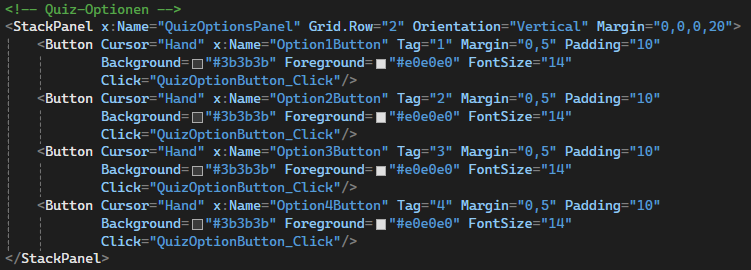 <!-- Quiz-Optionen -->
<StackPanel x:Name="QuizOptionsPanel" Grid.Row="2" Orientation="Vertical" Margin="0,0,0,20">
    <Button Cursor="Hand" x:Name="Option1Button" Tag="1" Margin="0,5" Padding="10"
            Background="#3b3b3b" Foreground="#e0e0e0" FontSize="14"
            Click="QuizOptionButton_Click"/>
    <Button Cursor="Hand" x:Name="Option2Button" Tag="2" Margin="0,5" Padding="10"
            Background="#3b3b3b" Foreground="#e0e0e0" FontSize="14"
            Click="QuizOptionButton_Click"/>
    <Button Cursor="Hand" x:Name="Option3Button" Tag="3" Margin="0,5" Padding="10"
            Background="#3b3b3b" Foreground="#e0e0e0" FontSize="14"
            Click="QuizOptionButton_Click"/>
    <Button Cursor="Hand" x:Name="Option4Button" Tag="4" Margin="0,5" Padding="10"
            Background="#3b3b3b" Foreground="#e0e0e0" FontSize="14"
            Click="QuizOptionButton_Click"/>
</StackPanel>